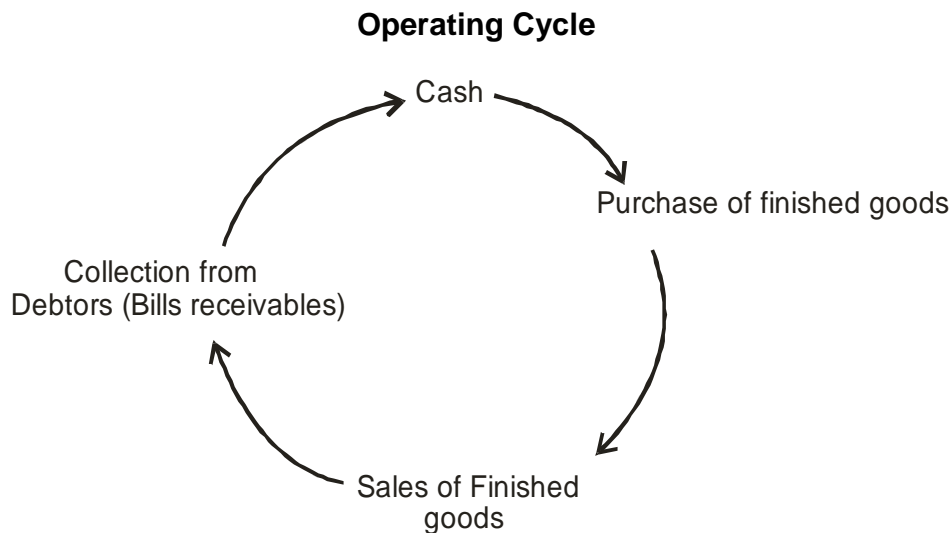 Operating Cycle
Cash
Purchase of finished goods
Collection from
Debtors (Bills receivables)
Sales of Finished
goods